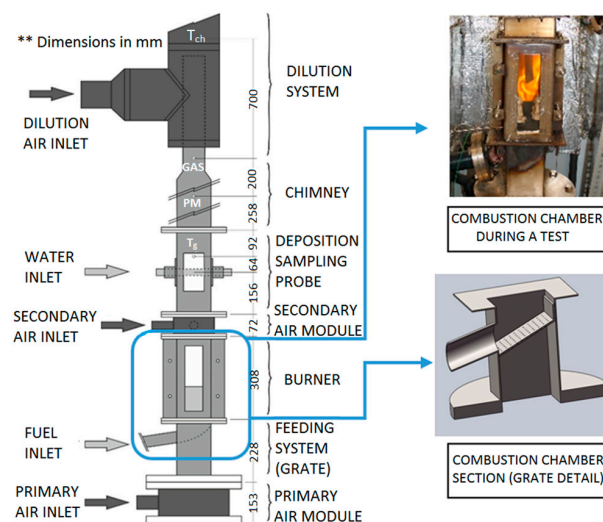 ** Dimensions in mm
T_ch
DILUTION
AIR INLET
700
DILUTION
SYSTEM
GAS
200
PM
258
CHIMNEY
92
T_g
64
156
DEPOSITION
SAMPLING
PROBE
WATER
INLET
SECONDARY
AIR INLET
72
SECONDARY
AIR MODULE
308
BURNER
FUEL
INLET
228
FEEDING
SYSTEM
(GRATE)
PRIMARY
AIR INLET
153
PRIMARY
AIR MODULE
COMBUSTION CHAMBER
DURING A TEST
COMBUSTION CHAMBER
SECTION (GRATE DETAIL)